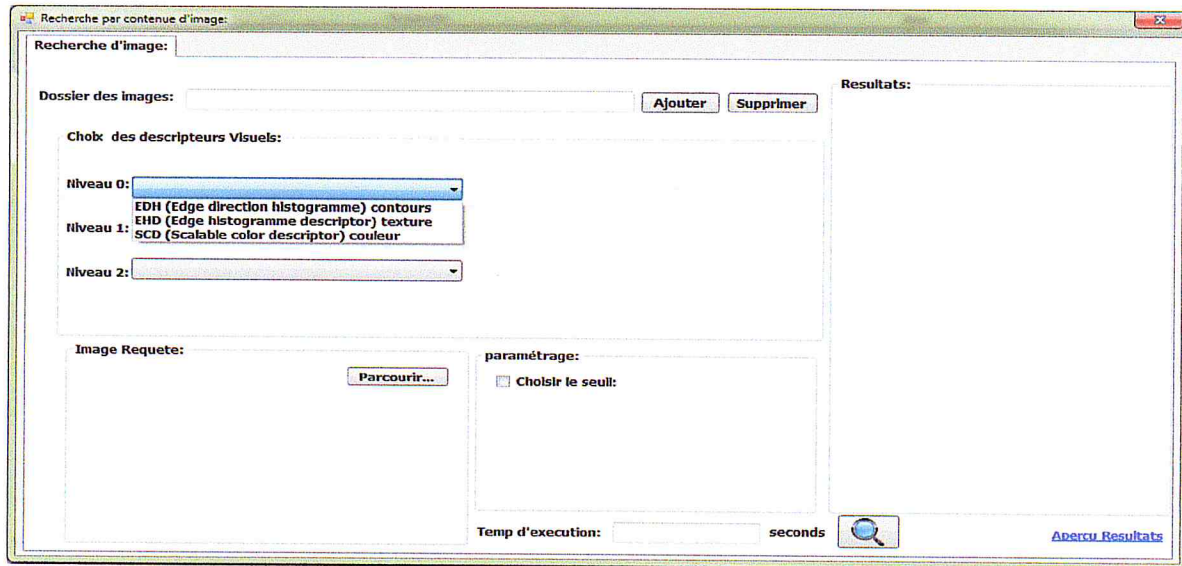 Recherche par contenue d'image:
Recherche d'image:
Dossier des images:
Ajouter
Supprimer
Resultats:
Choix des descripteurs Visuels:
Niveau 0:
EDH (Edge direction histogramme) contours
EHD (Edge histogramme descriptor) texture
SCD (Scalable color descriptor) couleur
Niveau 1:
Niveau 2:
Image Requete:
Parcourir...
paramétrage:
Choisir le seuil:
Temp d'execution:
seconds
Apercu Resultats